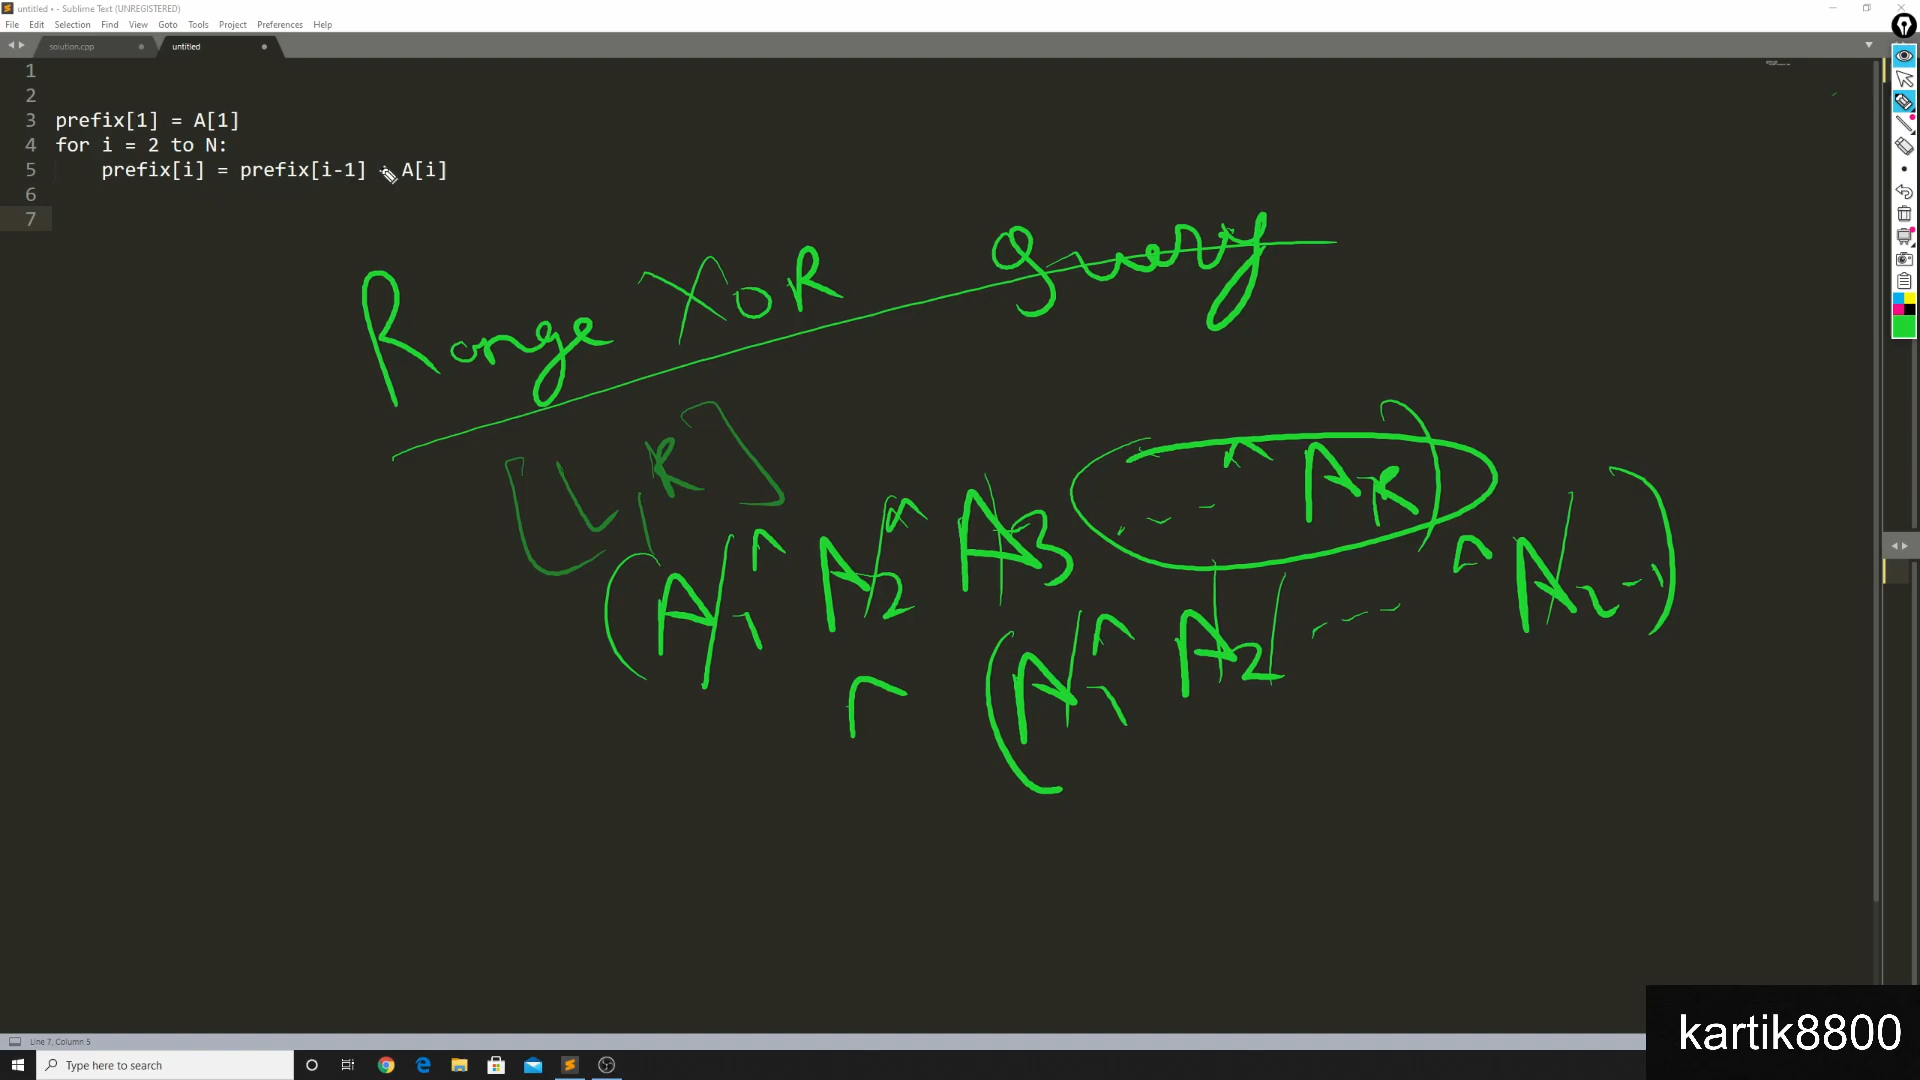 untitled • - Sublime Text (UNREGISTERED)
File Edit Selection Find View Goto Tools Project Preferences Help
solution.cpp untitled
1
2
3 prefix[1] = A[1]
4 for i = 2 to N:
5 prefix[i] = prefix[i-1] A[i]
6
7
Range XOR Query
[L,R]
(A1 ^ A2 ^ A3 --- ^ AR)
^ (A1 ^ A2 --- ^ AL-1)
kartik8800
Line 7, Column 5
Type here to search